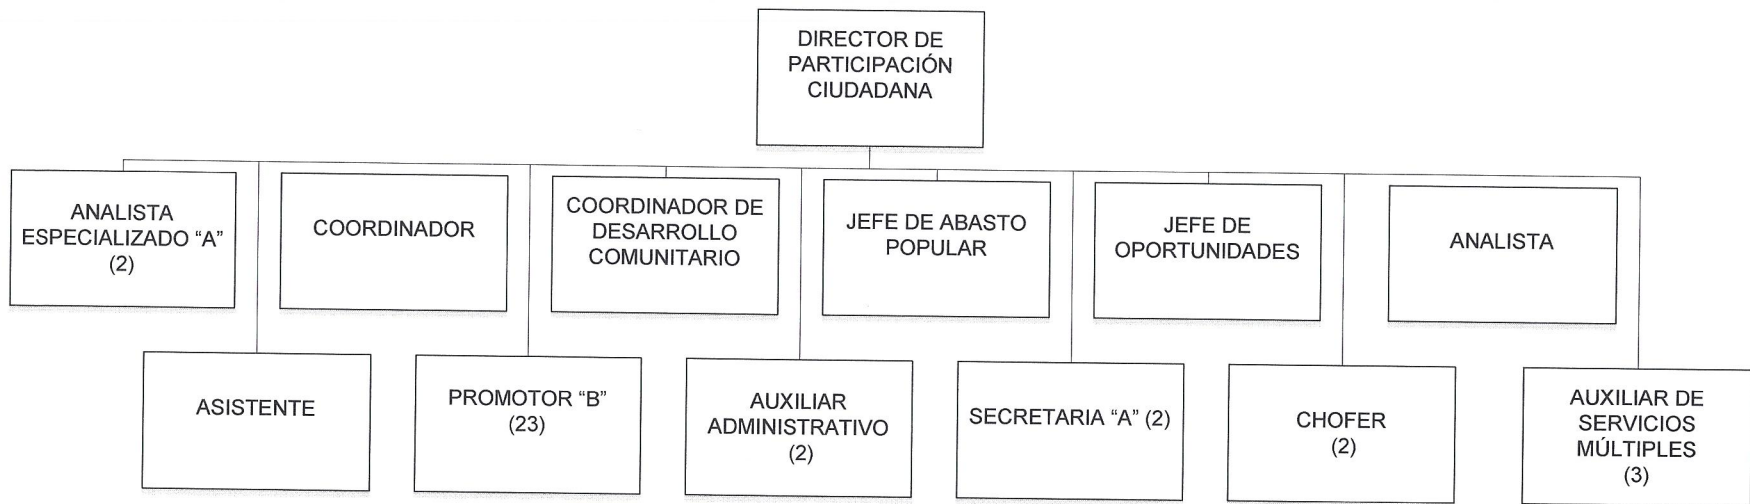 DIRECTOR DE
PARTICIPACIÓN
CIUDADANA
ANALISTA
ESPECIALIZADO “A”
(2)
COORDINADOR
COORDINADOR DE
DESARROLLO
COMUNITARIO
JEFE DE ABASTO
POPULAR
JEFE DE
OPORTUNIDADES
ANALISTA
ASISTENTE
PROMOTOR “B”
(23)
AUXILIAR
ADMINISTRATIVO
(2)
SECRETARIA “A” (2)
CHOFER
(2)
AUXILIAR DE
SERVICIOS
MÚLTIPLES
(3)